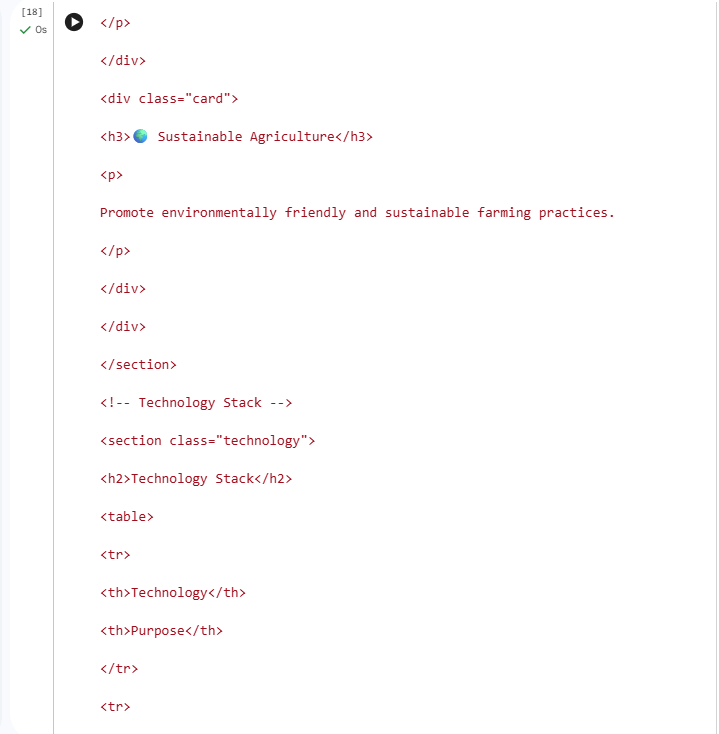 [18]
0s
</p>
</div>
<div class="card">
<h3>🌍 Sustainable Agriculture</h3>
<p>
Promote environmentally friendly and sustainable farming practices.
</p>
</div>
</div>
</section>
<!-- Technology Stack -->
<section class="technology">
<h2>Technology Stack</h2>
<table>
<tr>
<th>Technology</th>
<th>Purpose</th>
</tr>
<tr>